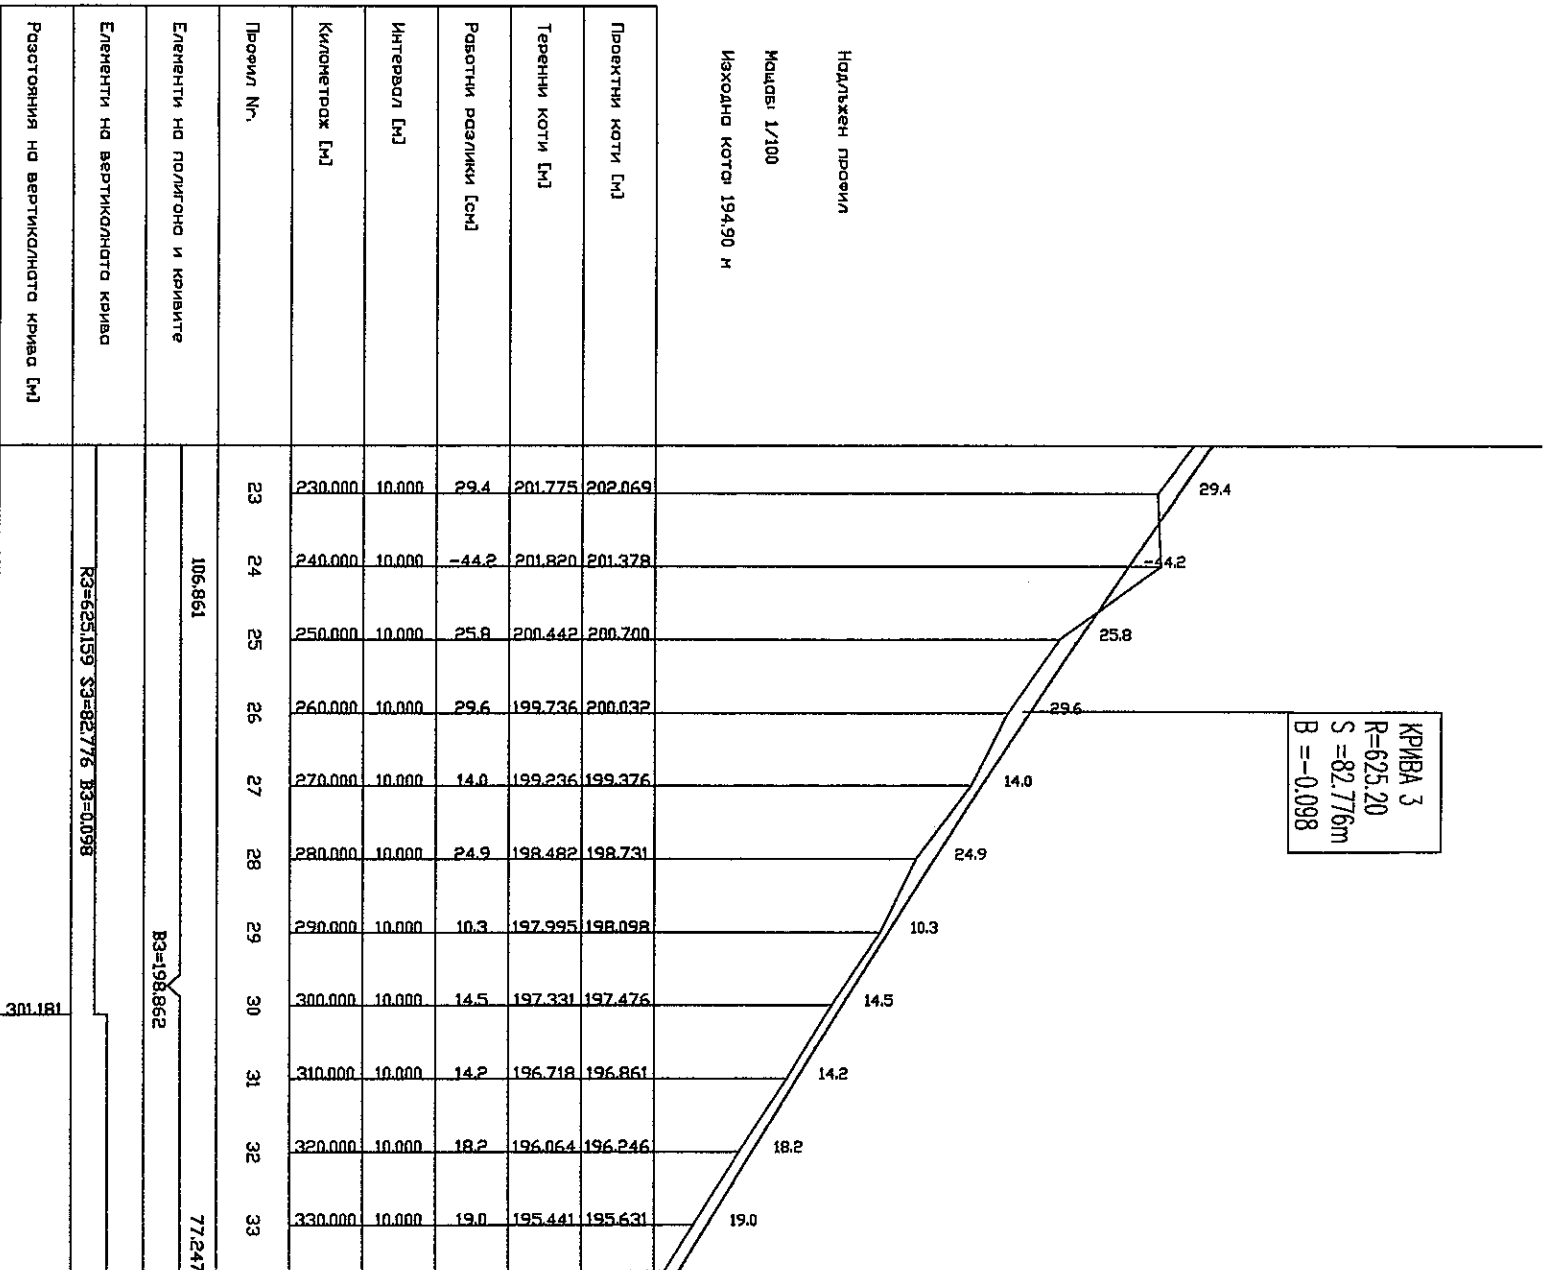 Надлъжен профил
Мащаб: 1/100
Изходна кота: 194.90 м
КРИВА 3
R=625.20
S =82.776m
B =-0.098
29.4
-44.2
25.8
29.6
14.0
24.9
10.3
14.5
14.2
18.2
19.0
Проектни коти [м] 202.069 201.378 200.700 200.032 199.376 198.731 198.098 197.476 196.861 196.246 195.631
Теренни коти [м] 201.775 201.820 200.442 199.736 199.236 198.482 197.995 197.331 196.718 196.064 195.441
Работни разлики [см] 29.4 -44.2 25.8 29.6 14.0 24.9 10.3 14.5 14.2 18.2 19.0
Интервал [м] 10.000 10.000 10.000 10.000 10.000 10.000 10.000 10.000 10.000 10.000 10.000
Километраж [м] 230.000 240.000 250.000 260.000 270.000 280.000 290.000 300.000 310.000 320.000 330.000
Профил Nr. 23 24 25 26 27 28 29 30 31 32 33
Елементи на полигона и кривите 106.861 77.247
B3=198.862
Елементи на вертикалната крива R3=625.159 S3=82.776 B3=0.098
Разстояния на вертикалната крива [м] 301.181